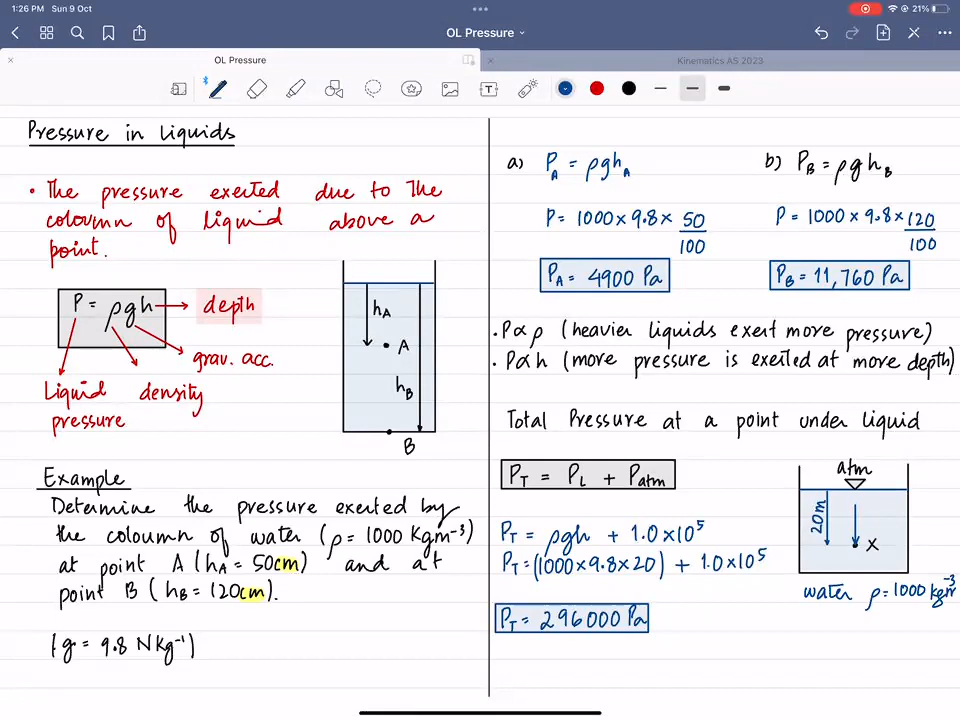 1:26 PM Sun 9 Oct
21%
OL Pressure
OL Pressure
Kinematics AS 2023
Pressure in Liquids
• The pressure exerted due to the
coloumn of liquid above a
point.
P = ρgh → depth
grav. acc.
Liquid density
pressure
hA
A
hB
B
Example
Determine the pressure exerted by
the coloumn of water (ρ = 1000 Kgm⁻³)
at point A (hA = 50cm) and at
point B (hB = 120cm).
(g = 9.8 NKg⁻¹)
a) PA = ρghA
P = 1000 × 9.8 × 50/100
PA = 4900 Pa
b) PB = ρghB
P = 1000 × 9.8 × 120/100
PB = 11,760 Pa
• P∝ρ (heavier liquids exert more pressure)
• P∝h (more pressure is exerted at more depth)
Total Pressure at a point under liquid
PT = PL + Patm
PT = ρgh + 1.0×10⁵
PT = (1000×9.8×20) + 1.0×10⁵
PT = 296000 Pa
atm
20m
X
water ρ=1000 kgm⁻³